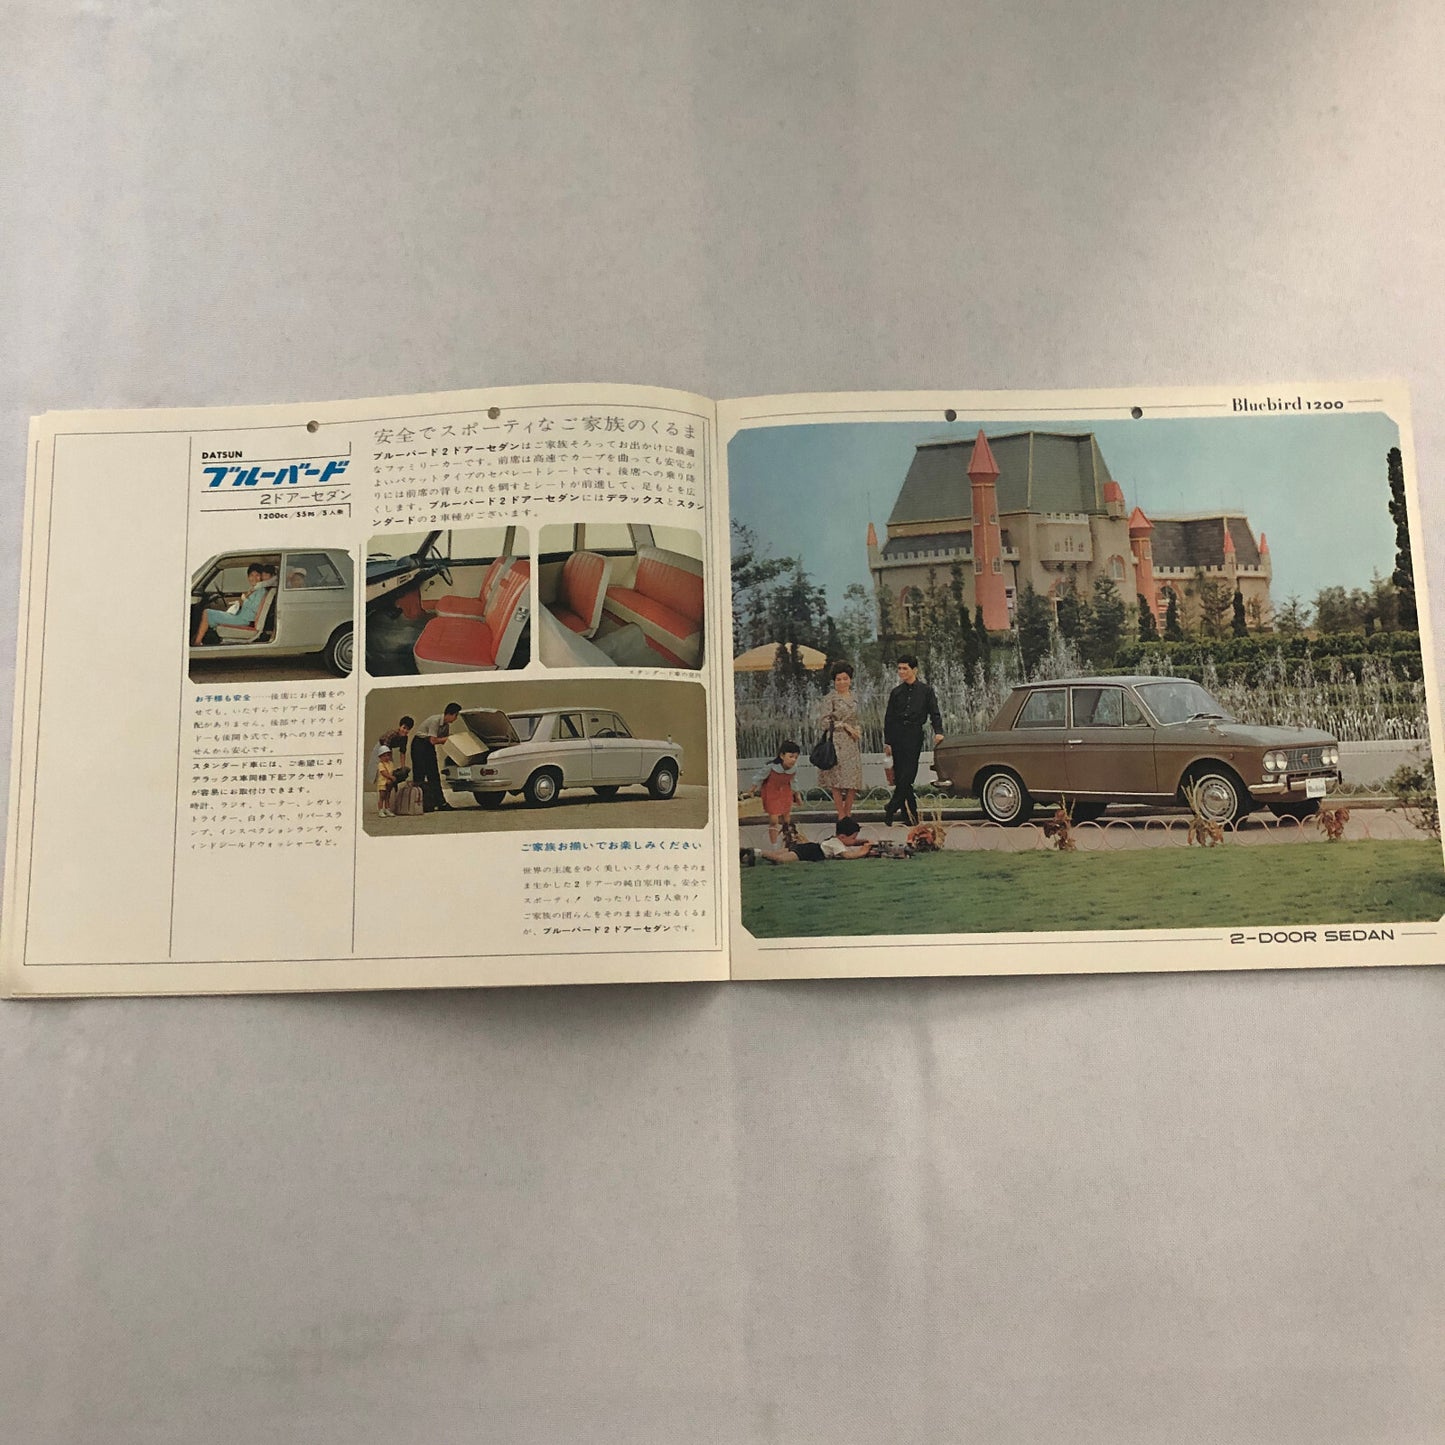 DATSUN
ブルーバード
2ドアーセダン
1200cc/55PS/5人乗
安全でスポーティなご家族のくるま
ブルーバード2ドアーセダンはご家族そろってお出かけに最適
なファミリーカーです。前席は高速でカーブを曲っても安定が
よいバケットタイプのセパレートシートです。後席への乗り降
りには前席の背もたれを倒すとシートが前進して、足もとを広
くします。ブルーバード2ドアーセダンにはデラックスとスタン
ンダードの2車種がございます。
スタンダード車の室内
お子様も安全……後席にお子様をの
せても、いたずらでドアーが開く心
配がありません。後部サイドウイン
ドーも後開き式で、外へのりだせま
せんから安心です。
スタンダード車には、ご希望により
デラックス車同様下記アクセサリー
が容易にお取付けできます。
時計、ラジオ、ヒーター、シガレッ
トライター、白タイヤ、リバースラ
ンプ、インスペクションランプ、ウ
ィンドシールドウォッシャーなど。
ご家族お揃いでお楽しみください
世界の主流をゆく美しいスタイルをそのま
ま生かした2ドアーの純自家用車。安全で
スポーティ！ ゆったりした5人乗り！
ご家族の団らんをそのまま走らせるくるま
が、ブルーバード2ドアーセダンです。
Bluebird 1200
Bluebird
2-DOOR SEDAN